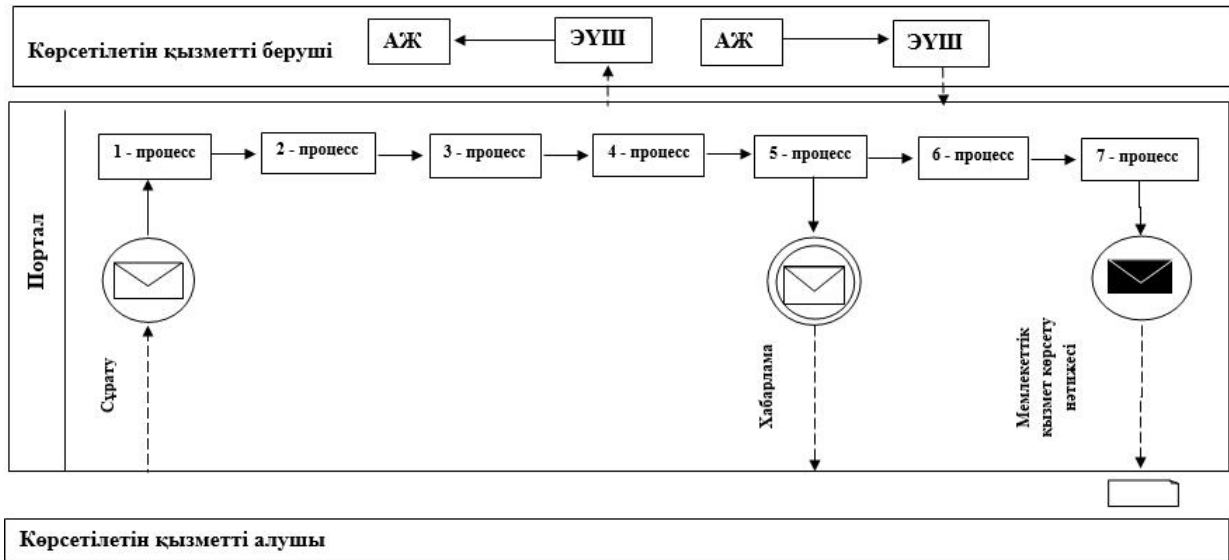 Көрсетілетін қызметті беруші
АЖ
ЭҮШ
АЖ
ЭҮШ
Портал
1 - процесс
2 - процесс
3 - процесс
4 - процесс
5 - процесс
6 - процесс
7 - процесс
Сұрату
Хабарлама
Мемлекеттік
қызмет көрсету
нәтижесі
Көрсетілетін қызметті алушы